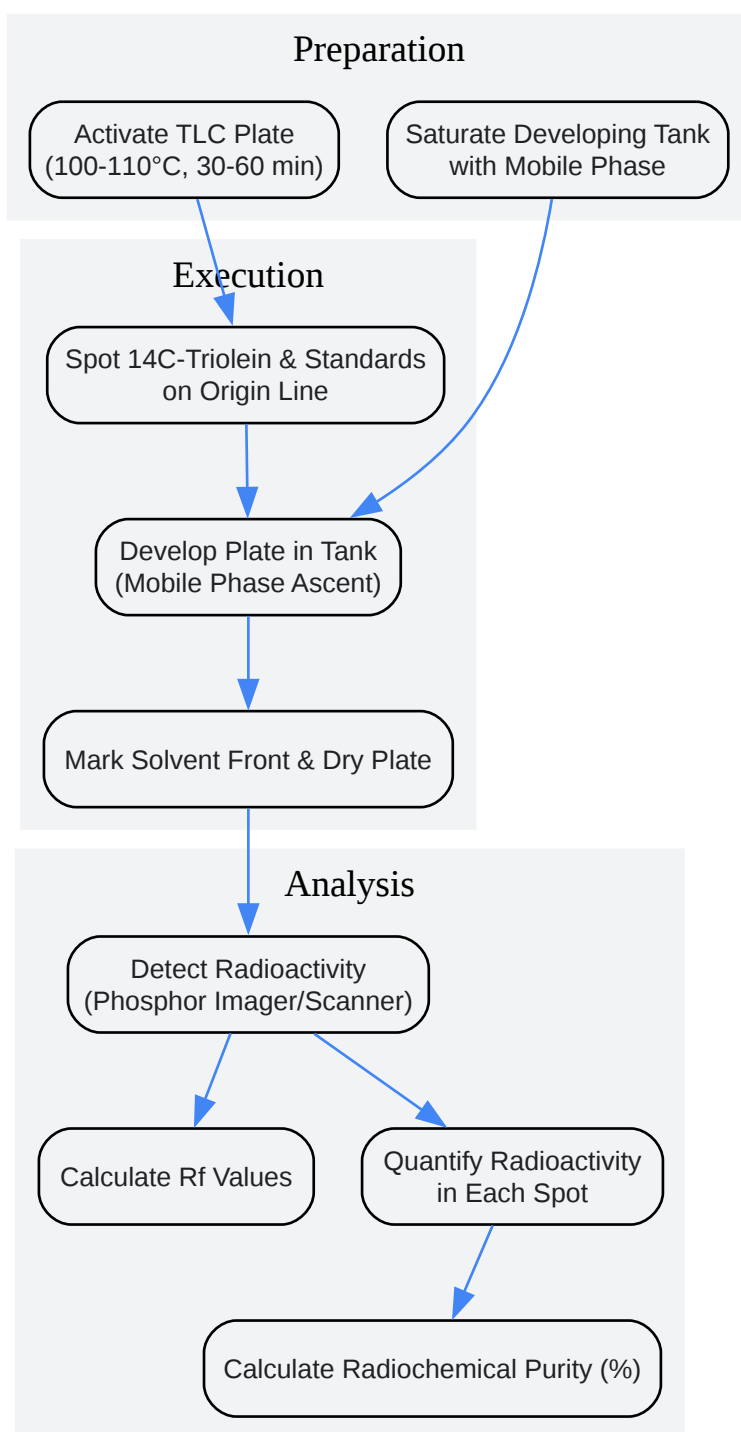 Preparation
Activate TLC Plate
(100-110°C, 30-60 min)
Saturate Developing Tank
with Mobile Phase
Execution
Spot 14C-Triolein & Standards
on Origin Line
Develop Plate in Tank
(Mobile Phase Ascent)
Mark Solvent Front & Dry Plate
Analysis
Detect Radioactivity
(Phosphor Imager/Scanner)
Calculate Rf Values
Quantify Radioactivity
in Each Spot
Calculate Radiochemical Purity (%)